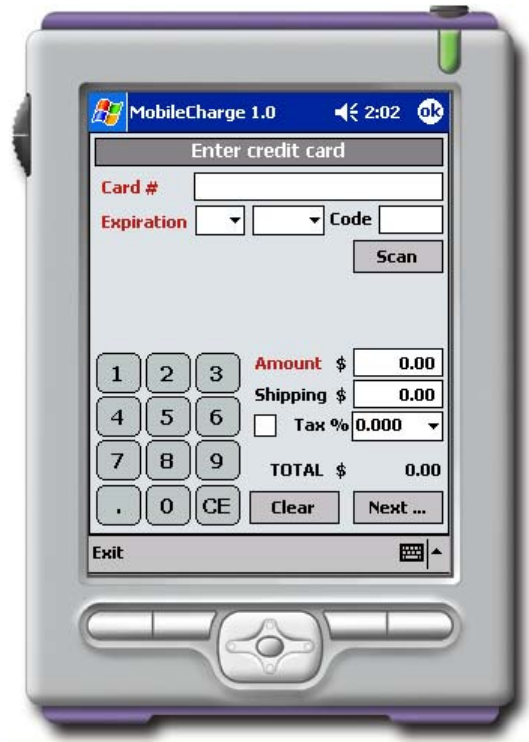 MobileCharge 1.0 2:02 ok
Enter credit card
Card #
Expiration Code
Scan
1 2 3 Amount $ 0.00
Shipping $ 0.00
4 5 6 Tax % 0.000
7 8 9 TOTAL $ 0.00
. 0 CE Clear Next ...
Exit